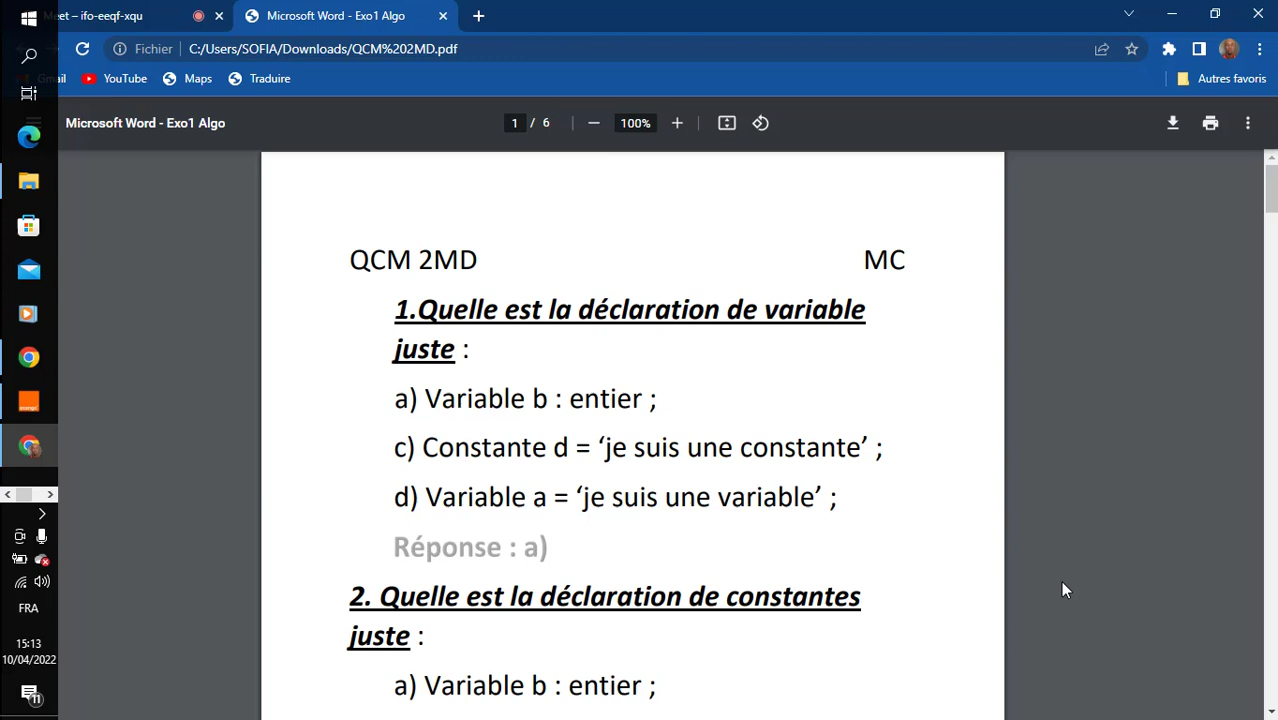 Meet – ifo-eeqf-xqu
Microsoft Word - Exo1 Algo
Fichier C:/Users/SOFIA/Downloads/QCM%202MD.pdf
Gmail YouTube Maps Traduire Autres favoris
Microsoft Word - Exo1 Algo 1 / 6 100%
QCM 2MD MC
1.Quelle est la déclaration de variable
juste :
a) Variable b : entier ;
c) Constante d = ‘je suis une constante’ ;
d) Variable a = ‘je suis une variable’ ;
Réponse : a)
2. Quelle est la déclaration de constantes
juste :
a) Variable b : entier ;
orange
FRA
15:13
10/04/2022
11